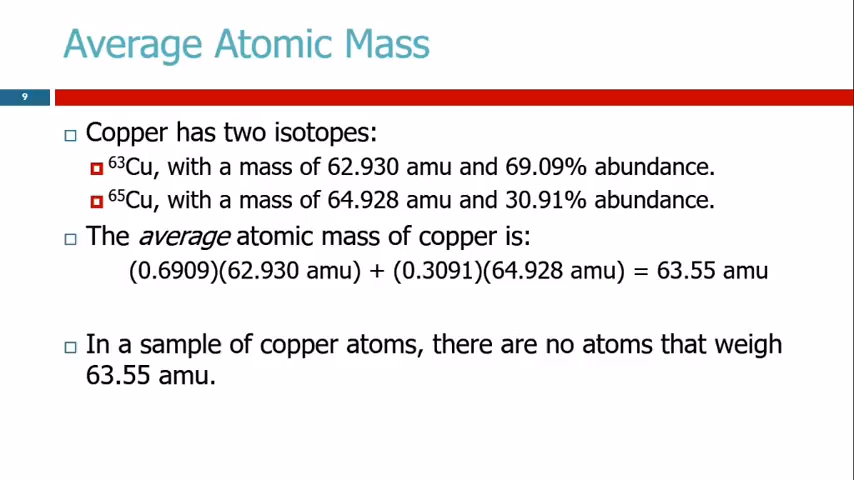 Average Atomic Mass
9
Copper has two isotopes:
⁶³Cu, with a mass of 62.930 amu and 69.09% abundance.
⁶⁵Cu, with a mass of 64.928 amu and 30.91% abundance.
The average atomic mass of copper is:
(0.6909)(62.930 amu) + (0.3091)(64.928 amu) = 63.55 amu
In a sample of copper atoms, there are no atoms that weigh
63.55 amu.